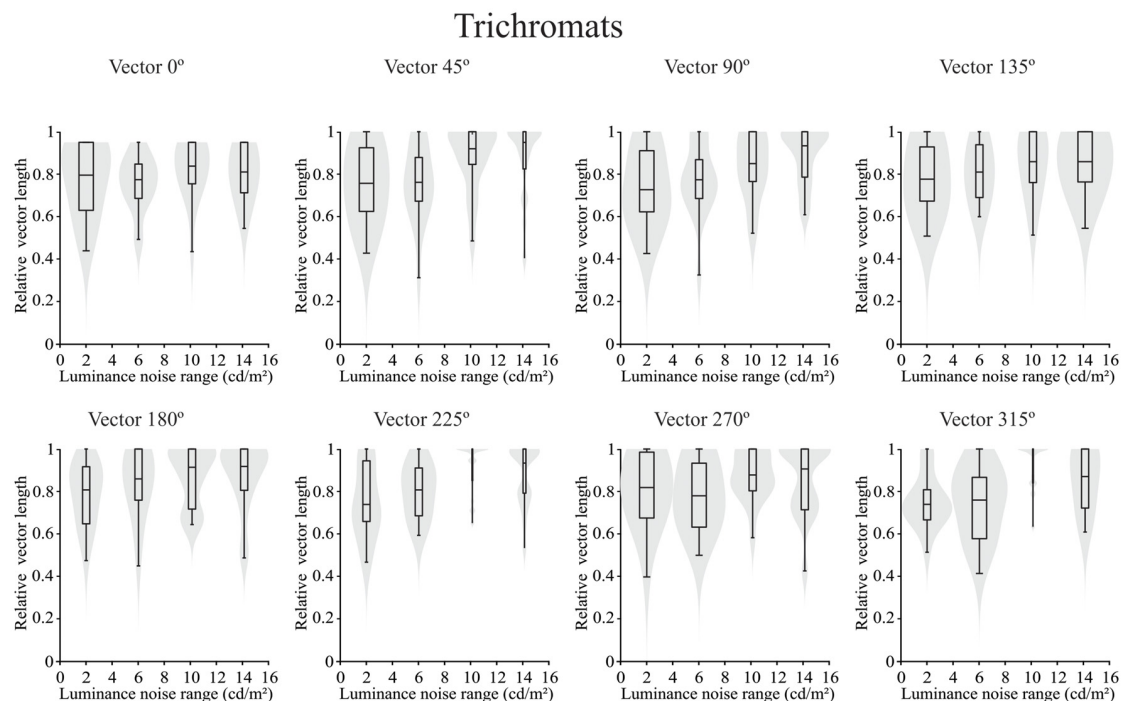 Trichromats
Vector 0º
Vector 45º
Vector 90º
Vector 135º
Relative vector length
1
0.8
0.6
0.4
0.2
0
0 2 4 6 8 10 12 14 16
Luminance noise range (cd/m²)
Relative vector length
1
0.8
0.6
0.4
0.2
0
0 2 4 6 8 10 12 14 16
Luminance noise range (cd/m²)
Relative vector length
1
0.8
0.6
0.4
0.2
0
0 2 4 6 8 10 12 14 16
Luminance noise range (cd/m²)
Relative vector length
1
0.8
0.6
0.4
0.2
0
0 2 4 6 8 10 12 14 16
Luminance noise range (cd/m²)
Vector 180º
Vector 225º
Vector 270º
Vector 315º
Relative vector length
1
0.8
0.6
0.4
0.2
0
0 2 4 6 8 10 12 14 16
Luminance noise range (cd/m²)
Relative vector length
1
0.8
0.6
0.4
0.2
0
0 2 4 6 8 10 12 14 16
Luminance noise range (cd/m²)
Relative vector length
1
0.8
0.6
0.4
0.2
0
0 2 4 6 8 10 12 14 16
Luminance noise range (cd/m²)
Relative vector length
1
0.8
0.6
0.4
0.2
0
0 2 4 6 8 10 12 14 16
Luminance noise range (cd/m²)